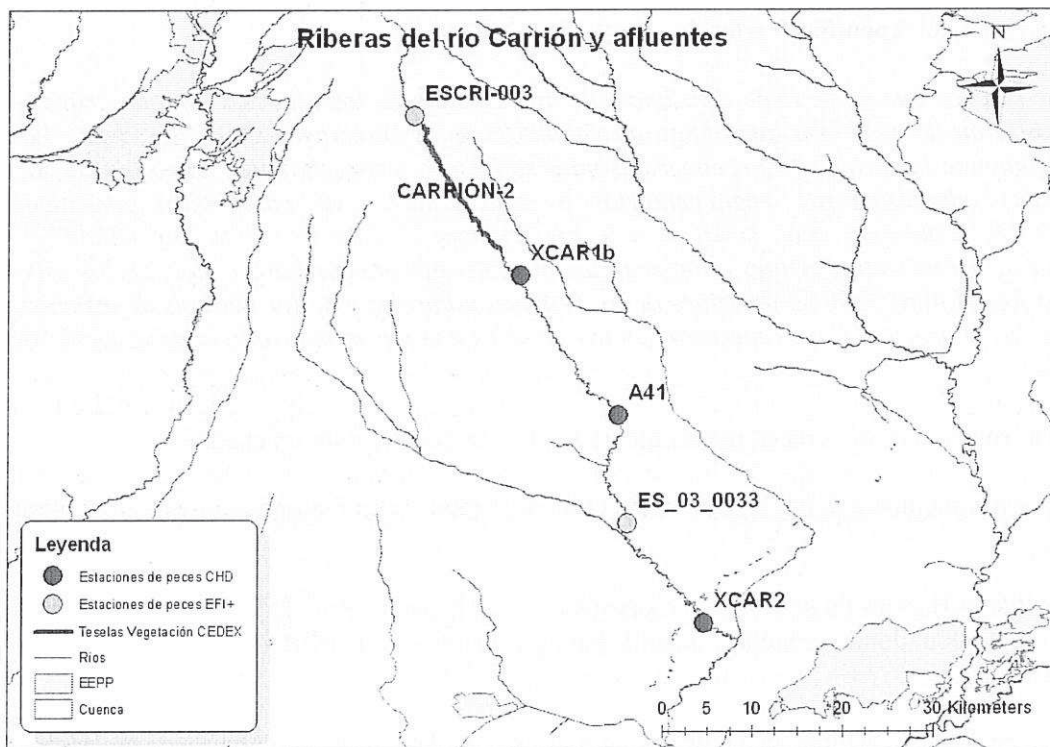 Riberas del río Carrión y afluentes
N
ESCRI-003
CARRIÓN-2
XCAR1b
A41
ES_03_0033
XCAR2
Leyenda
Estaciones de peces CHD
Estaciones de peces EFI+
Teselas Vegetación CEDEX
Ríos
EEPP
Cuenca
0 5 10 20 30 Kilometers